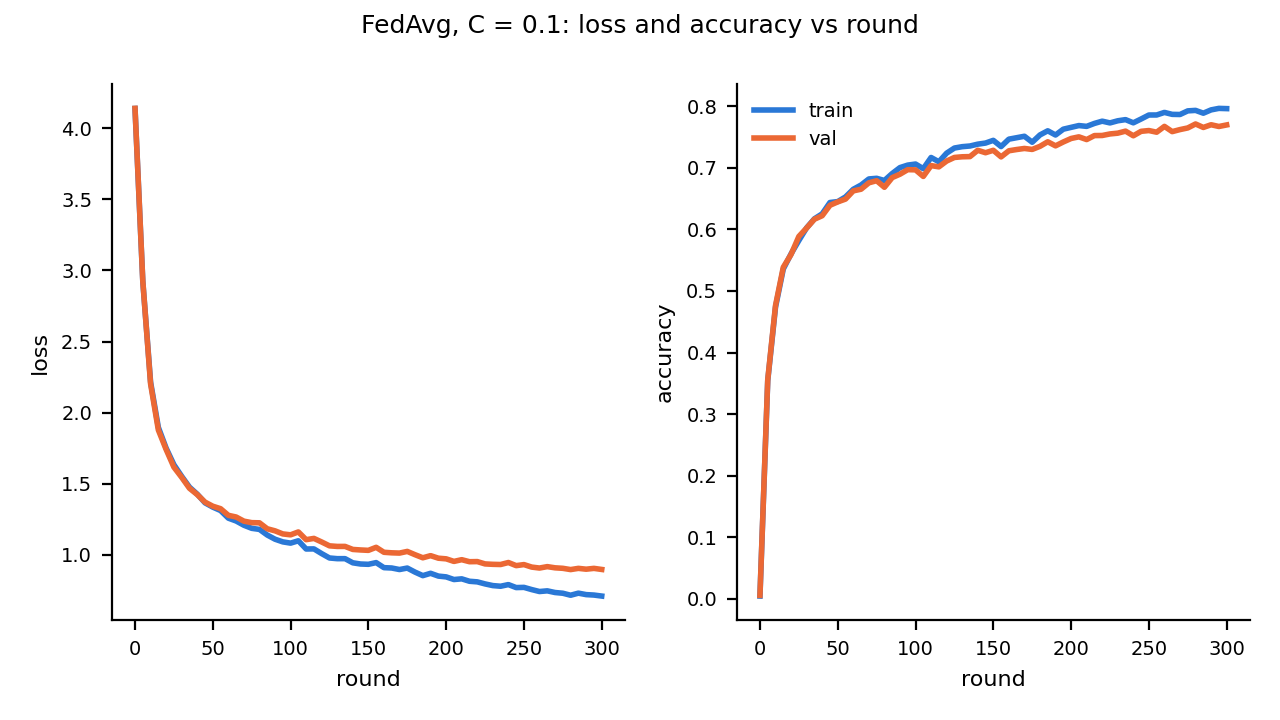 FedAvg, C = 0.1: loss and accuracy vs round
loss
4.0
3.5
3.0
2.5
2.0
1.5
1.0
0 50 100 150 200 250 300
round
accuracy
0.8
0.7
0.6
0.5
0.4
0.3
0.2
0.1
0.0
train
val
0 50 100 150 200 250 300
round